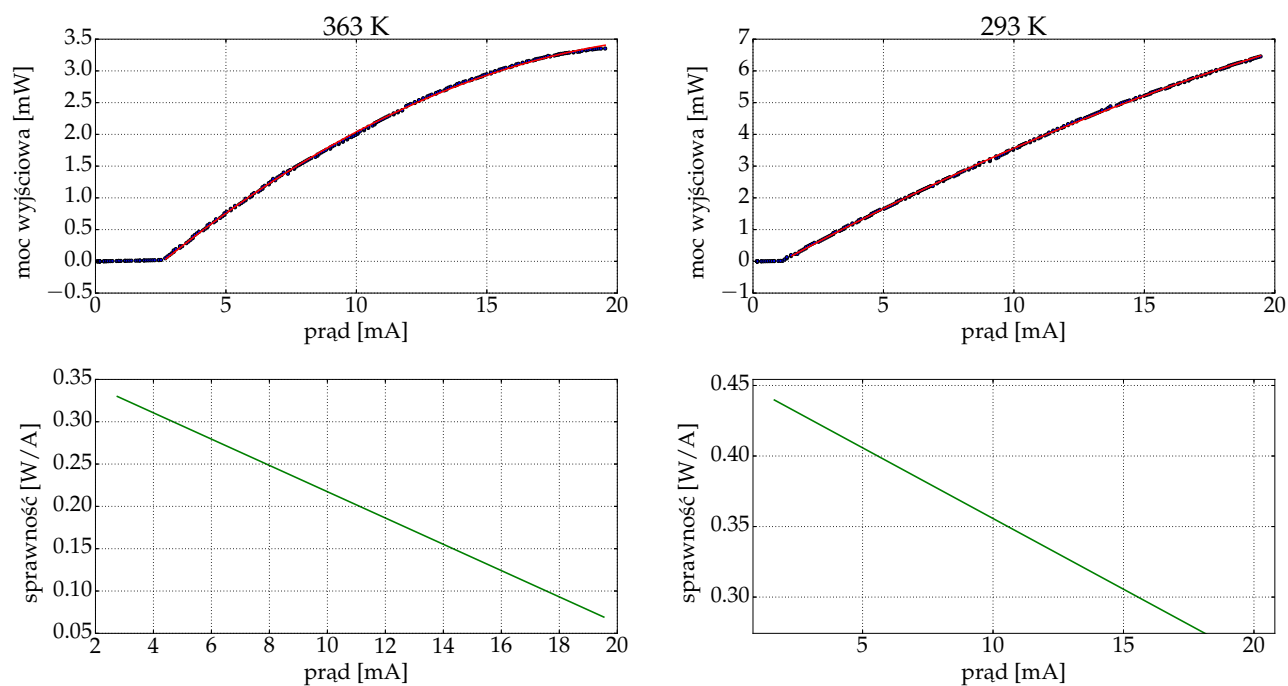 363 K
3.5
3.0
2.5
2.0
1.5
1.0
0.5
0.0
−0.5
moc wyjściowa [mW]
0 5 10 15 20
prąd [mA]
293 K
7
6
5
4
3
2
1
0
−1
moc wyjściowa [mW]
0 5 10 15 20
prąd [mA]
0.35
0.30
0.25
0.20
0.15
0.10
0.05
sprawność [W/A]
2 4 6 8 10 12 14 16 18 20
prąd [mA]
0.45
0.40
0.35
0.30
sprawność [W/A]
5 10 15 20
prąd [mA]